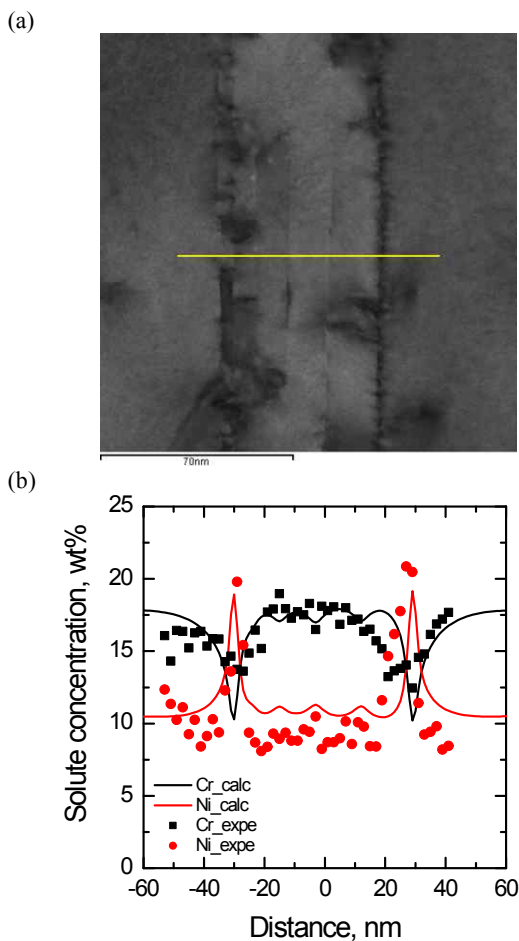 (a)
70nm
(b)
25
20
15
10
5
0
Solute concentration, wt%
Cr_calc
Ni_calc
Cr_expe
Ni_expe
-60 -40 -20 0 20 40 60
Distance, nm